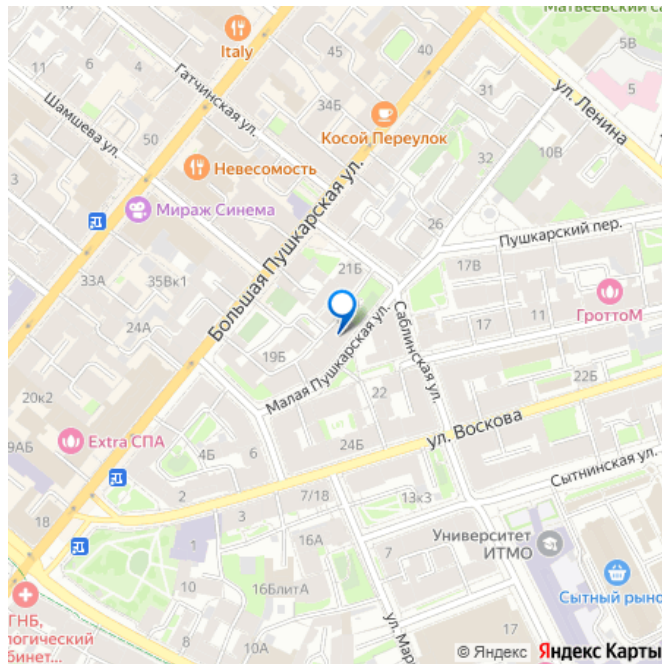 Матвеевский са
Italy
45
40
5В
11
6
4
5
Гатчинская ул.
34Б
31
ул. Ленина
Шамшева ул.
Косой Переулок
50
32
10В
3
Невесомость
Мираж Синема
26
Пушкарский пер.
Большая Пушкарская ул.
21Б
17В
33А
35Вк1
ГроттоМ
24А
17
11
Саблинская ул.
19Б
Малая Пушкарская ул.
22
22Б
20к2
9АБ
Extra СПА
4Б
6
24Б
ул. Воскова
Сытнинская ул.
2
7/18
13к3
18
3
1
16А
7
Университет
ИТМО
10
16БлитА
Сытный рыно
8
ул. Мар
16
ГНБ,
логический
бинет...
© Яндекс Яндекс Карты